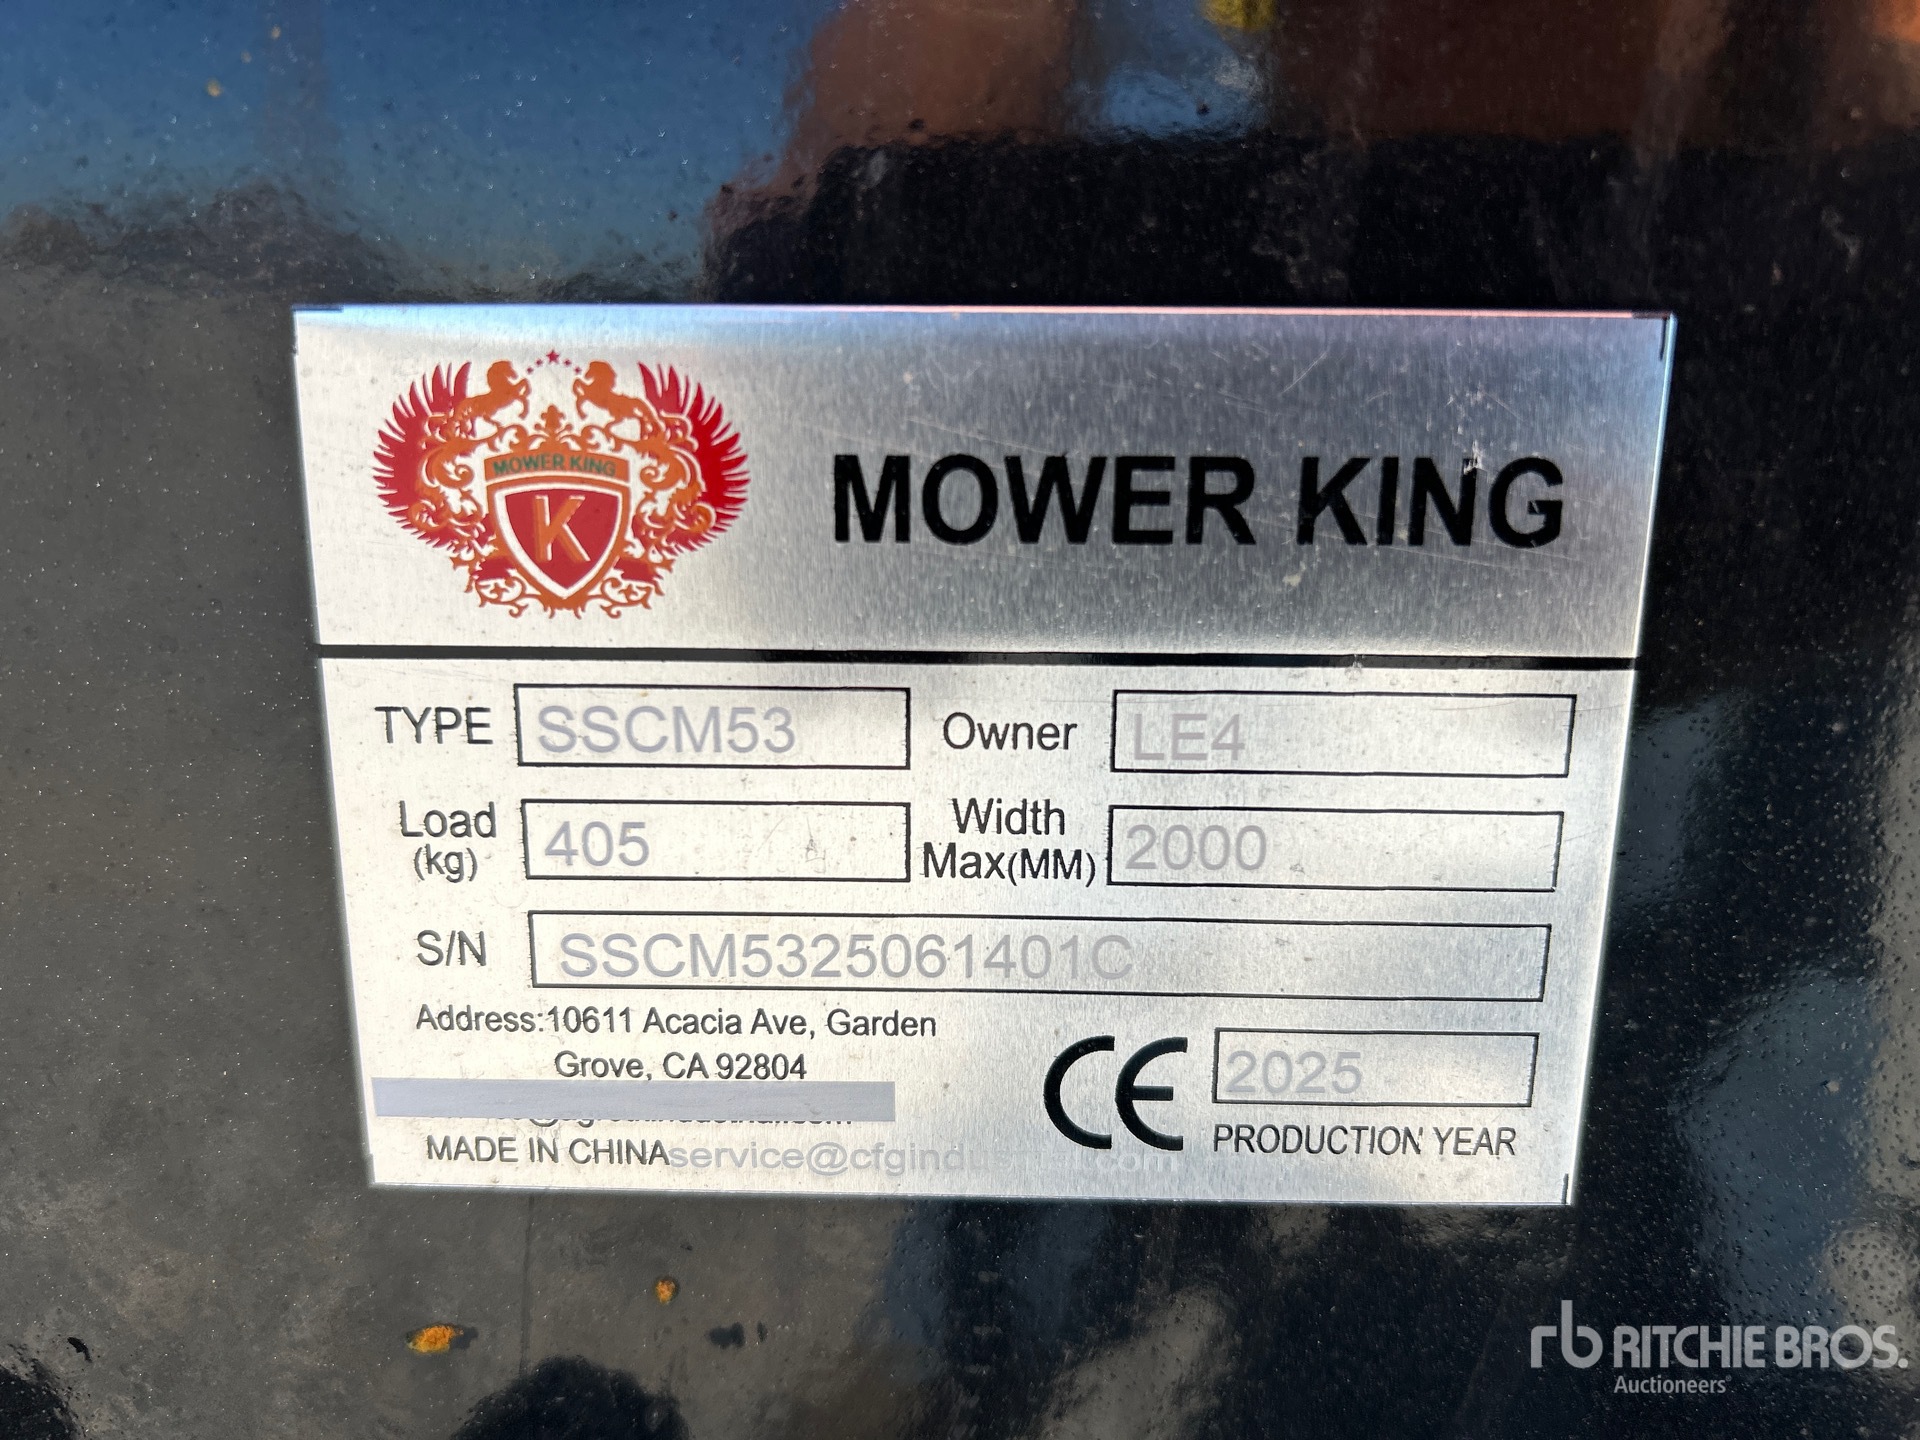 MOWER KING
K
MOWER KING
TYPE SSCM53 Owner LE4
Load (kg) 405 Width Max(MM) 2000
S/N SSCM5325061401C
Address:10611 Acacia Ave, Garden
Grove, CA 92804
CE 2025
PRODUCTION YEAR
MADE IN CHINA
rb RITCHIE BROS.
Auctioneers